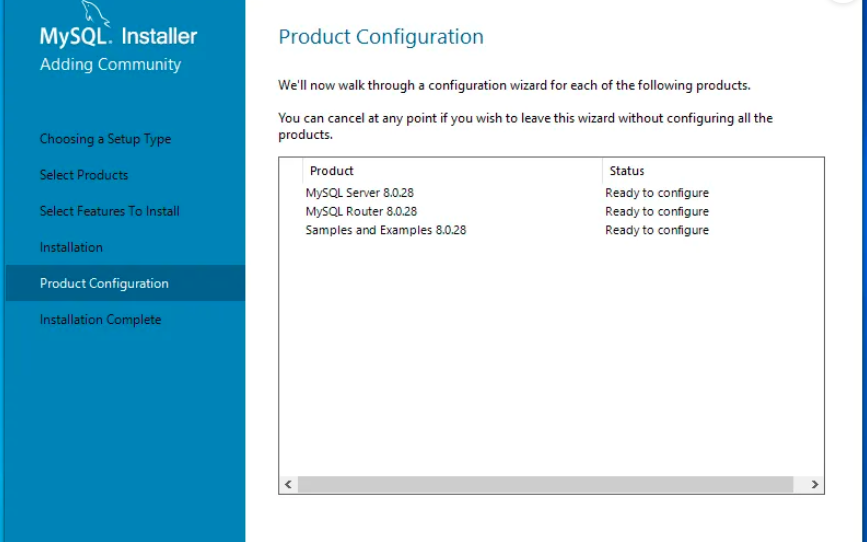 MySQL. Installer
Adding Community
Choosing a Setup Type
Select Products
Select Features To Install
Installation
Product Configuration
Installation Complete
Product Configuration
We'll now walk through a configuration wizard for each of the following products.
You can cancel at any point if you wish to leave this wizard without configuring all the
products.
Product Status
MySQL Server 8.0.28 Ready to configure
MySQL Router 8.0.28 Ready to configure
Samples and Examples 8.0.28 Ready to configure